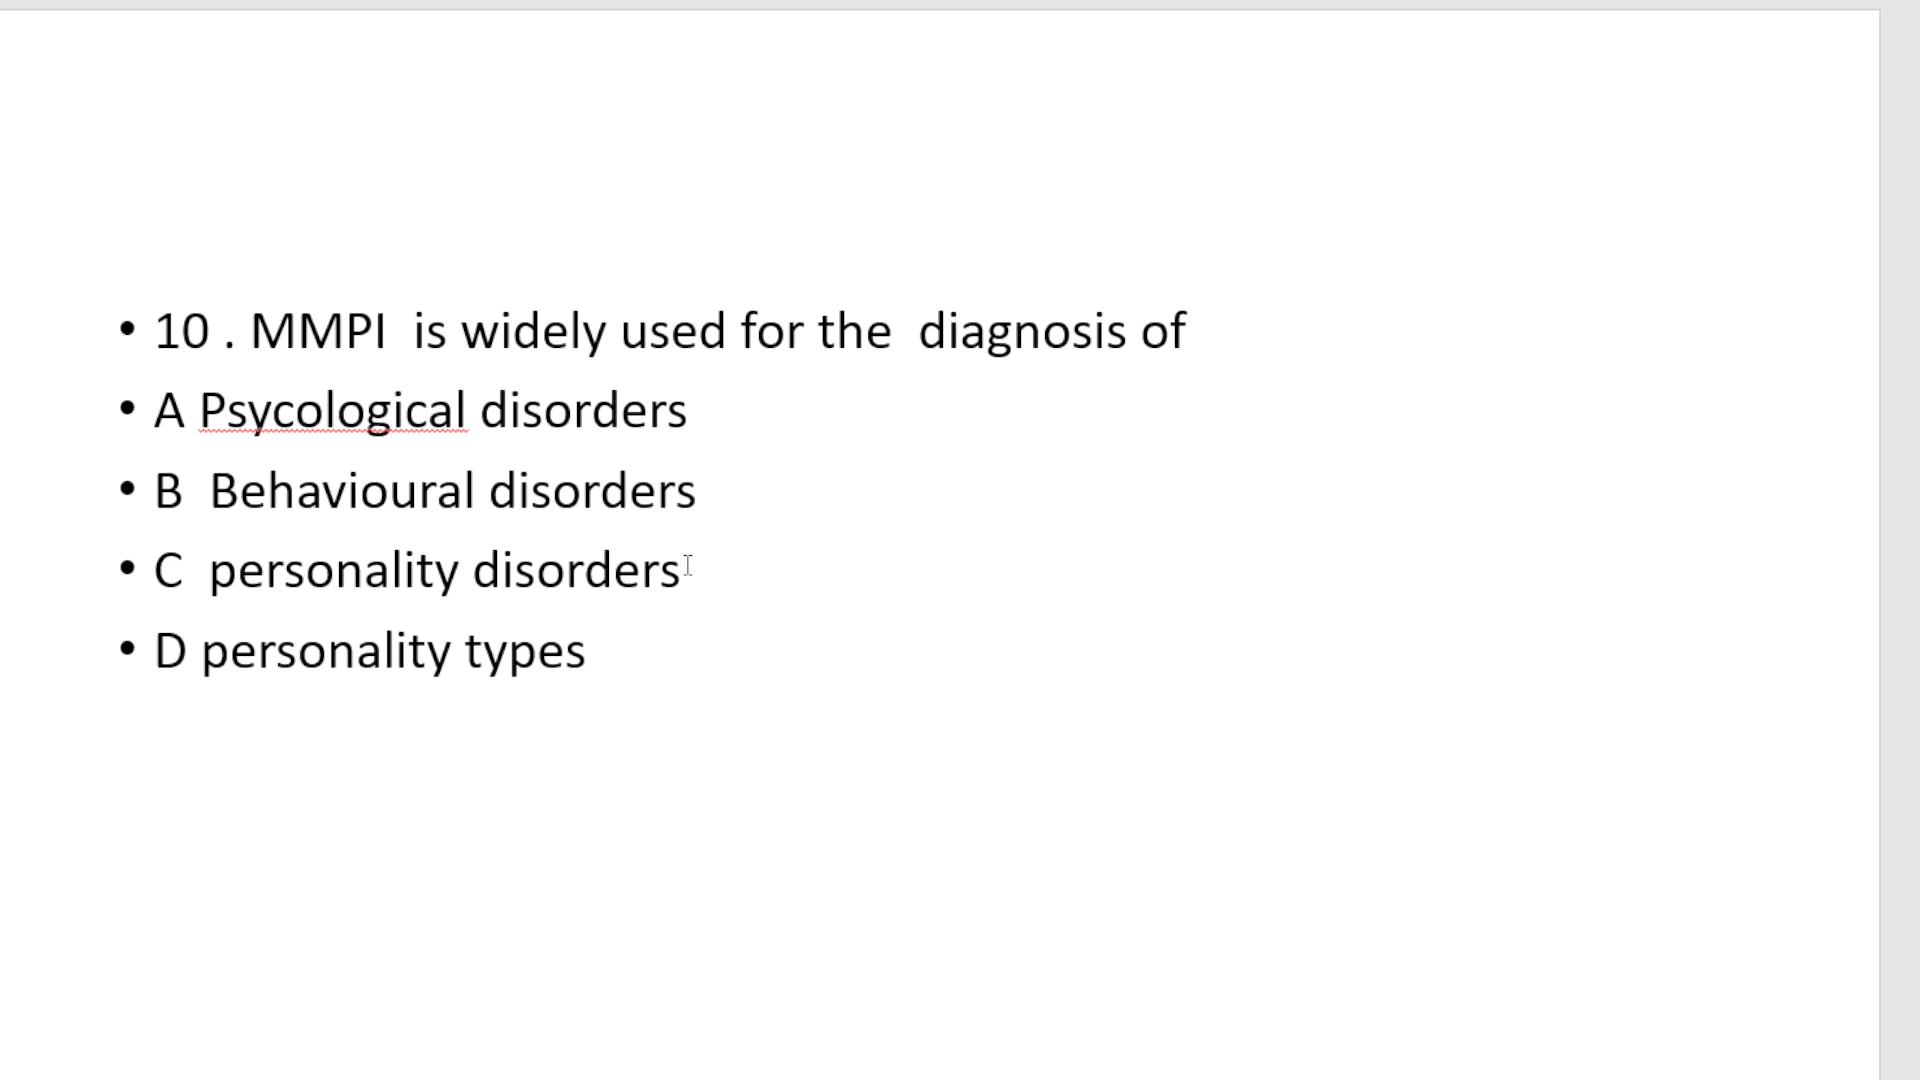 • 10 . MMPI  is widely used for the  diagnosis of
• A Psycological disorders
• B  Behavioural disorders
• C  personality disorders
• D personality types